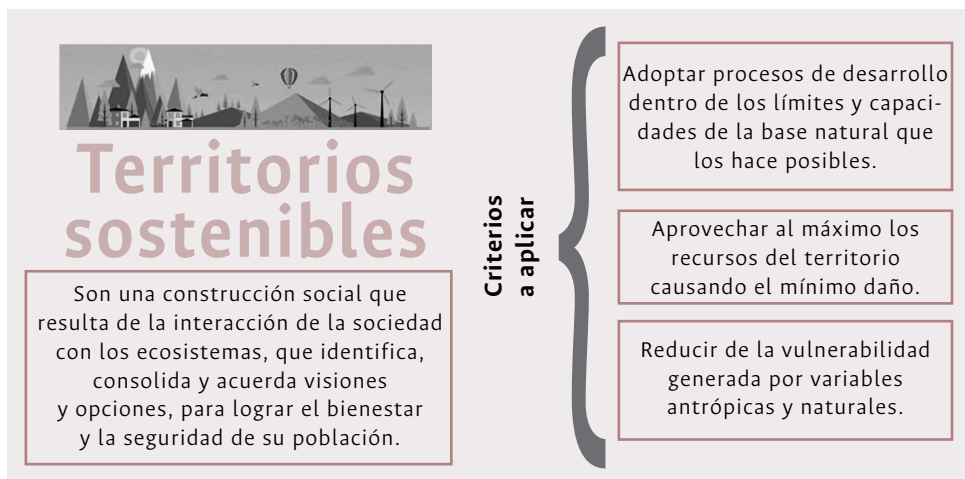 Territorios
sostenibles
Son una construcción social que
resulta de la interacción de la sociedad
con los ecosistemas, que identifica,
consolida y acuerda visiones
y opciones, para lograr el bienestar
y la seguridad de su población.
Criterios
a aplicar
Adoptar procesos de desarrollo
dentro de los límites y capaci-
dades de la base natural que
los hace posibles.
Aprovechar al máximo los
recursos del territorio
causando el mínimo daño.
Reducir de la vulnerabilidad
generada por variables
antrópicas y naturales.